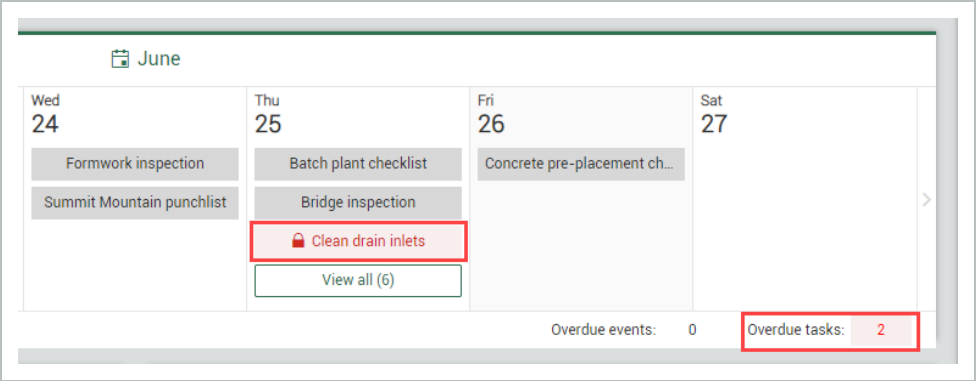 June
Wed
24
Formwork inspection
Summit Mountain punchlist
Thu
25
Batch plant checklist
Bridge inspection
Clean drain inlets
View all (6)
Fri
26
Concrete pre-placement ch...
Sat
27
Overdue events: 0
Overdue tasks: 2